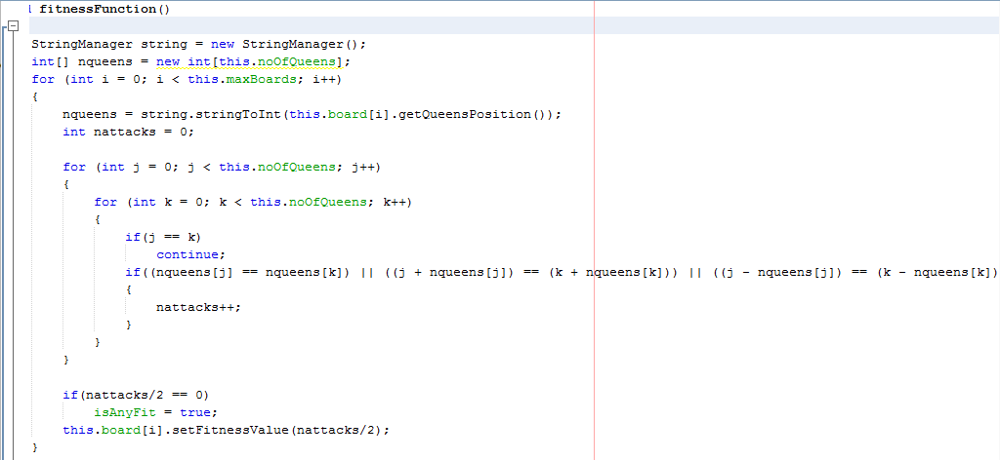 fitnessFunction()
StringManager string = new StringManager();
int[] nqueens = new int[this.noOfQueens];
for (int i = 0; i < this.maxBoards; i++)
{
nqueens = string.stringToInt(this.board[i].getQueensPosition());
int nattacks = 0;
for (int j = 0; j < this.noOfQueens; j++)
{
for (int k = 0; k < this.noOfQueens; k++)
{
if(j == k)
continue;
if((nqueens[j] == nqueens[k]) || ((j + nqueens[j]) == (k + nqueens[k])) || ((j - nqueens[j]) == (k - nqueens[k])
{
nattacks++;
}
}
}
if(nattacks/2 == 0)
isAnyFit = true;
this.board[i].setFitnessValue(nattacks/2);
}